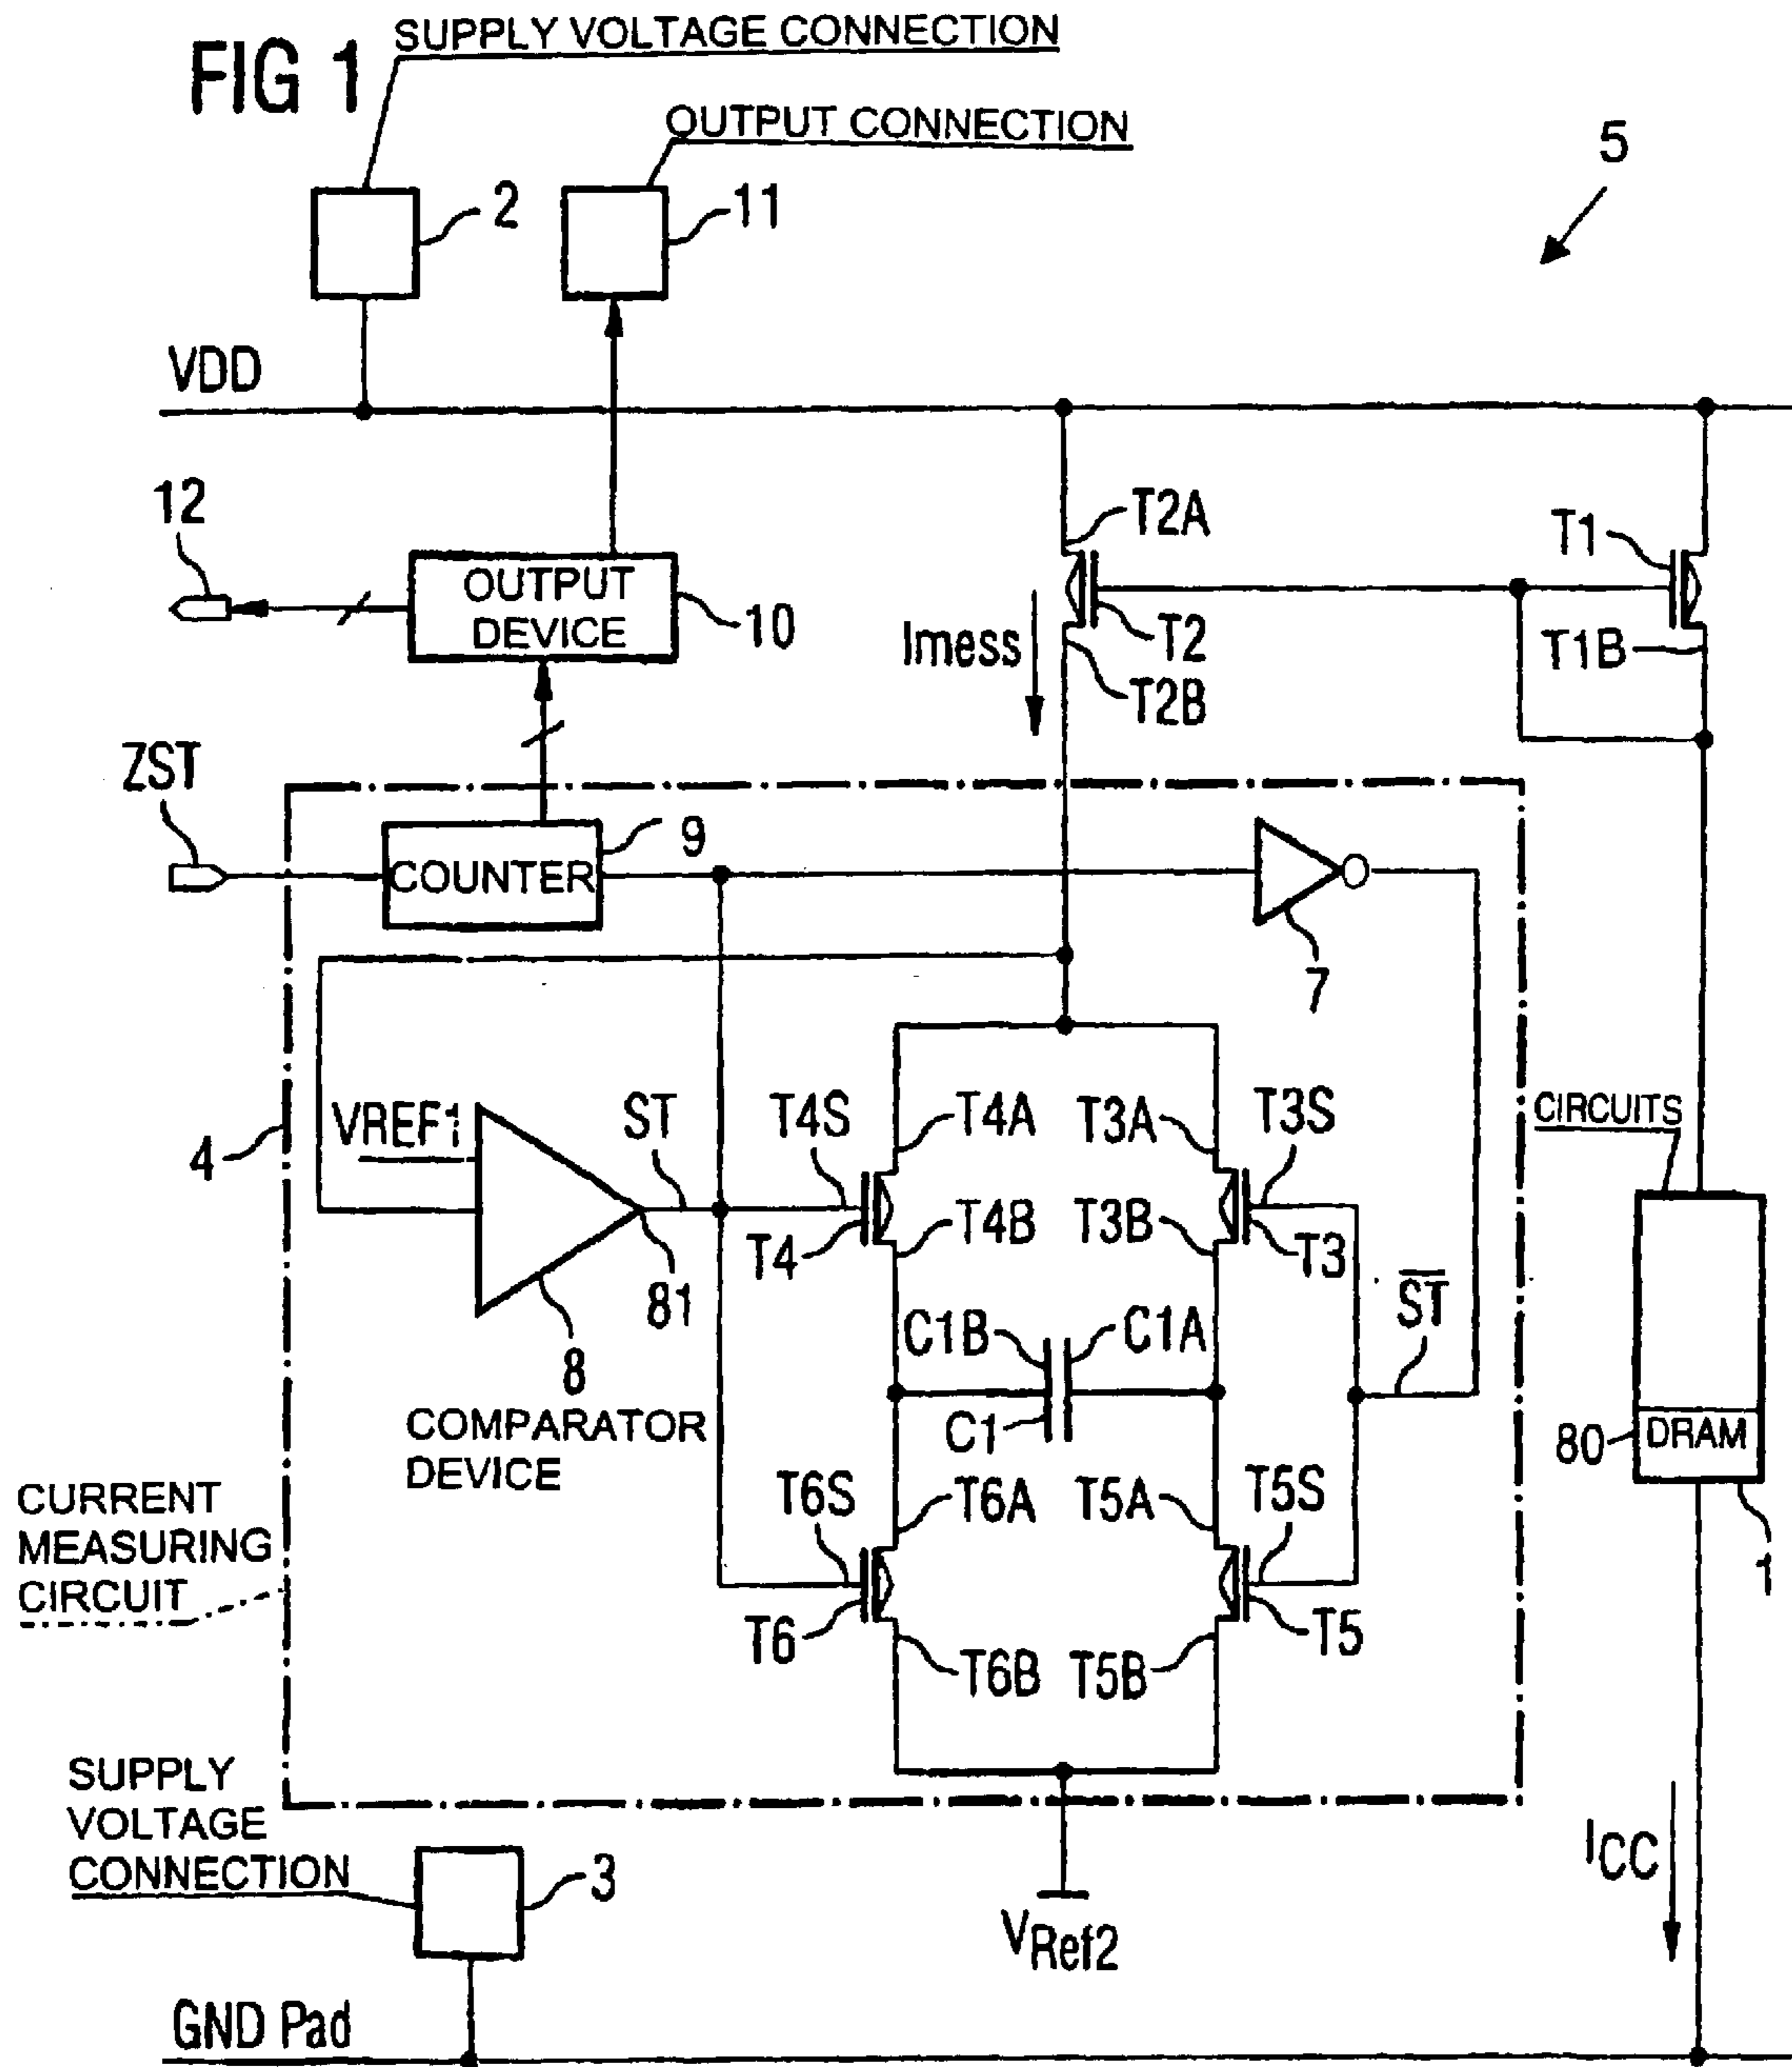 FIG 1
SUPPLY VOLTAGE CONNECTION
OUTPUT CONNECTION
5
2
11
VDD
12
T2A
T1
OUTPUT
DEVICE
10
Imess
T2
T1B
T2B
ZST
9
COUNTER
7
4
VREF1
ST
T4S
T4A
T3A
T3S
CIRCUITS
T4
T4B
T3B
T3
81
8
C1B
C1A
ST
C1
COMPARATOR
DEVICE
80
DRAM
CURRENT
MEASURING
CIRCUIT
T6S
T6A
T5A
T5S
1
T6
T6B
T5B
T5
SUPPLY
VOLTAGE
CONNECTION
3
VRef2
ICC
GND Pad